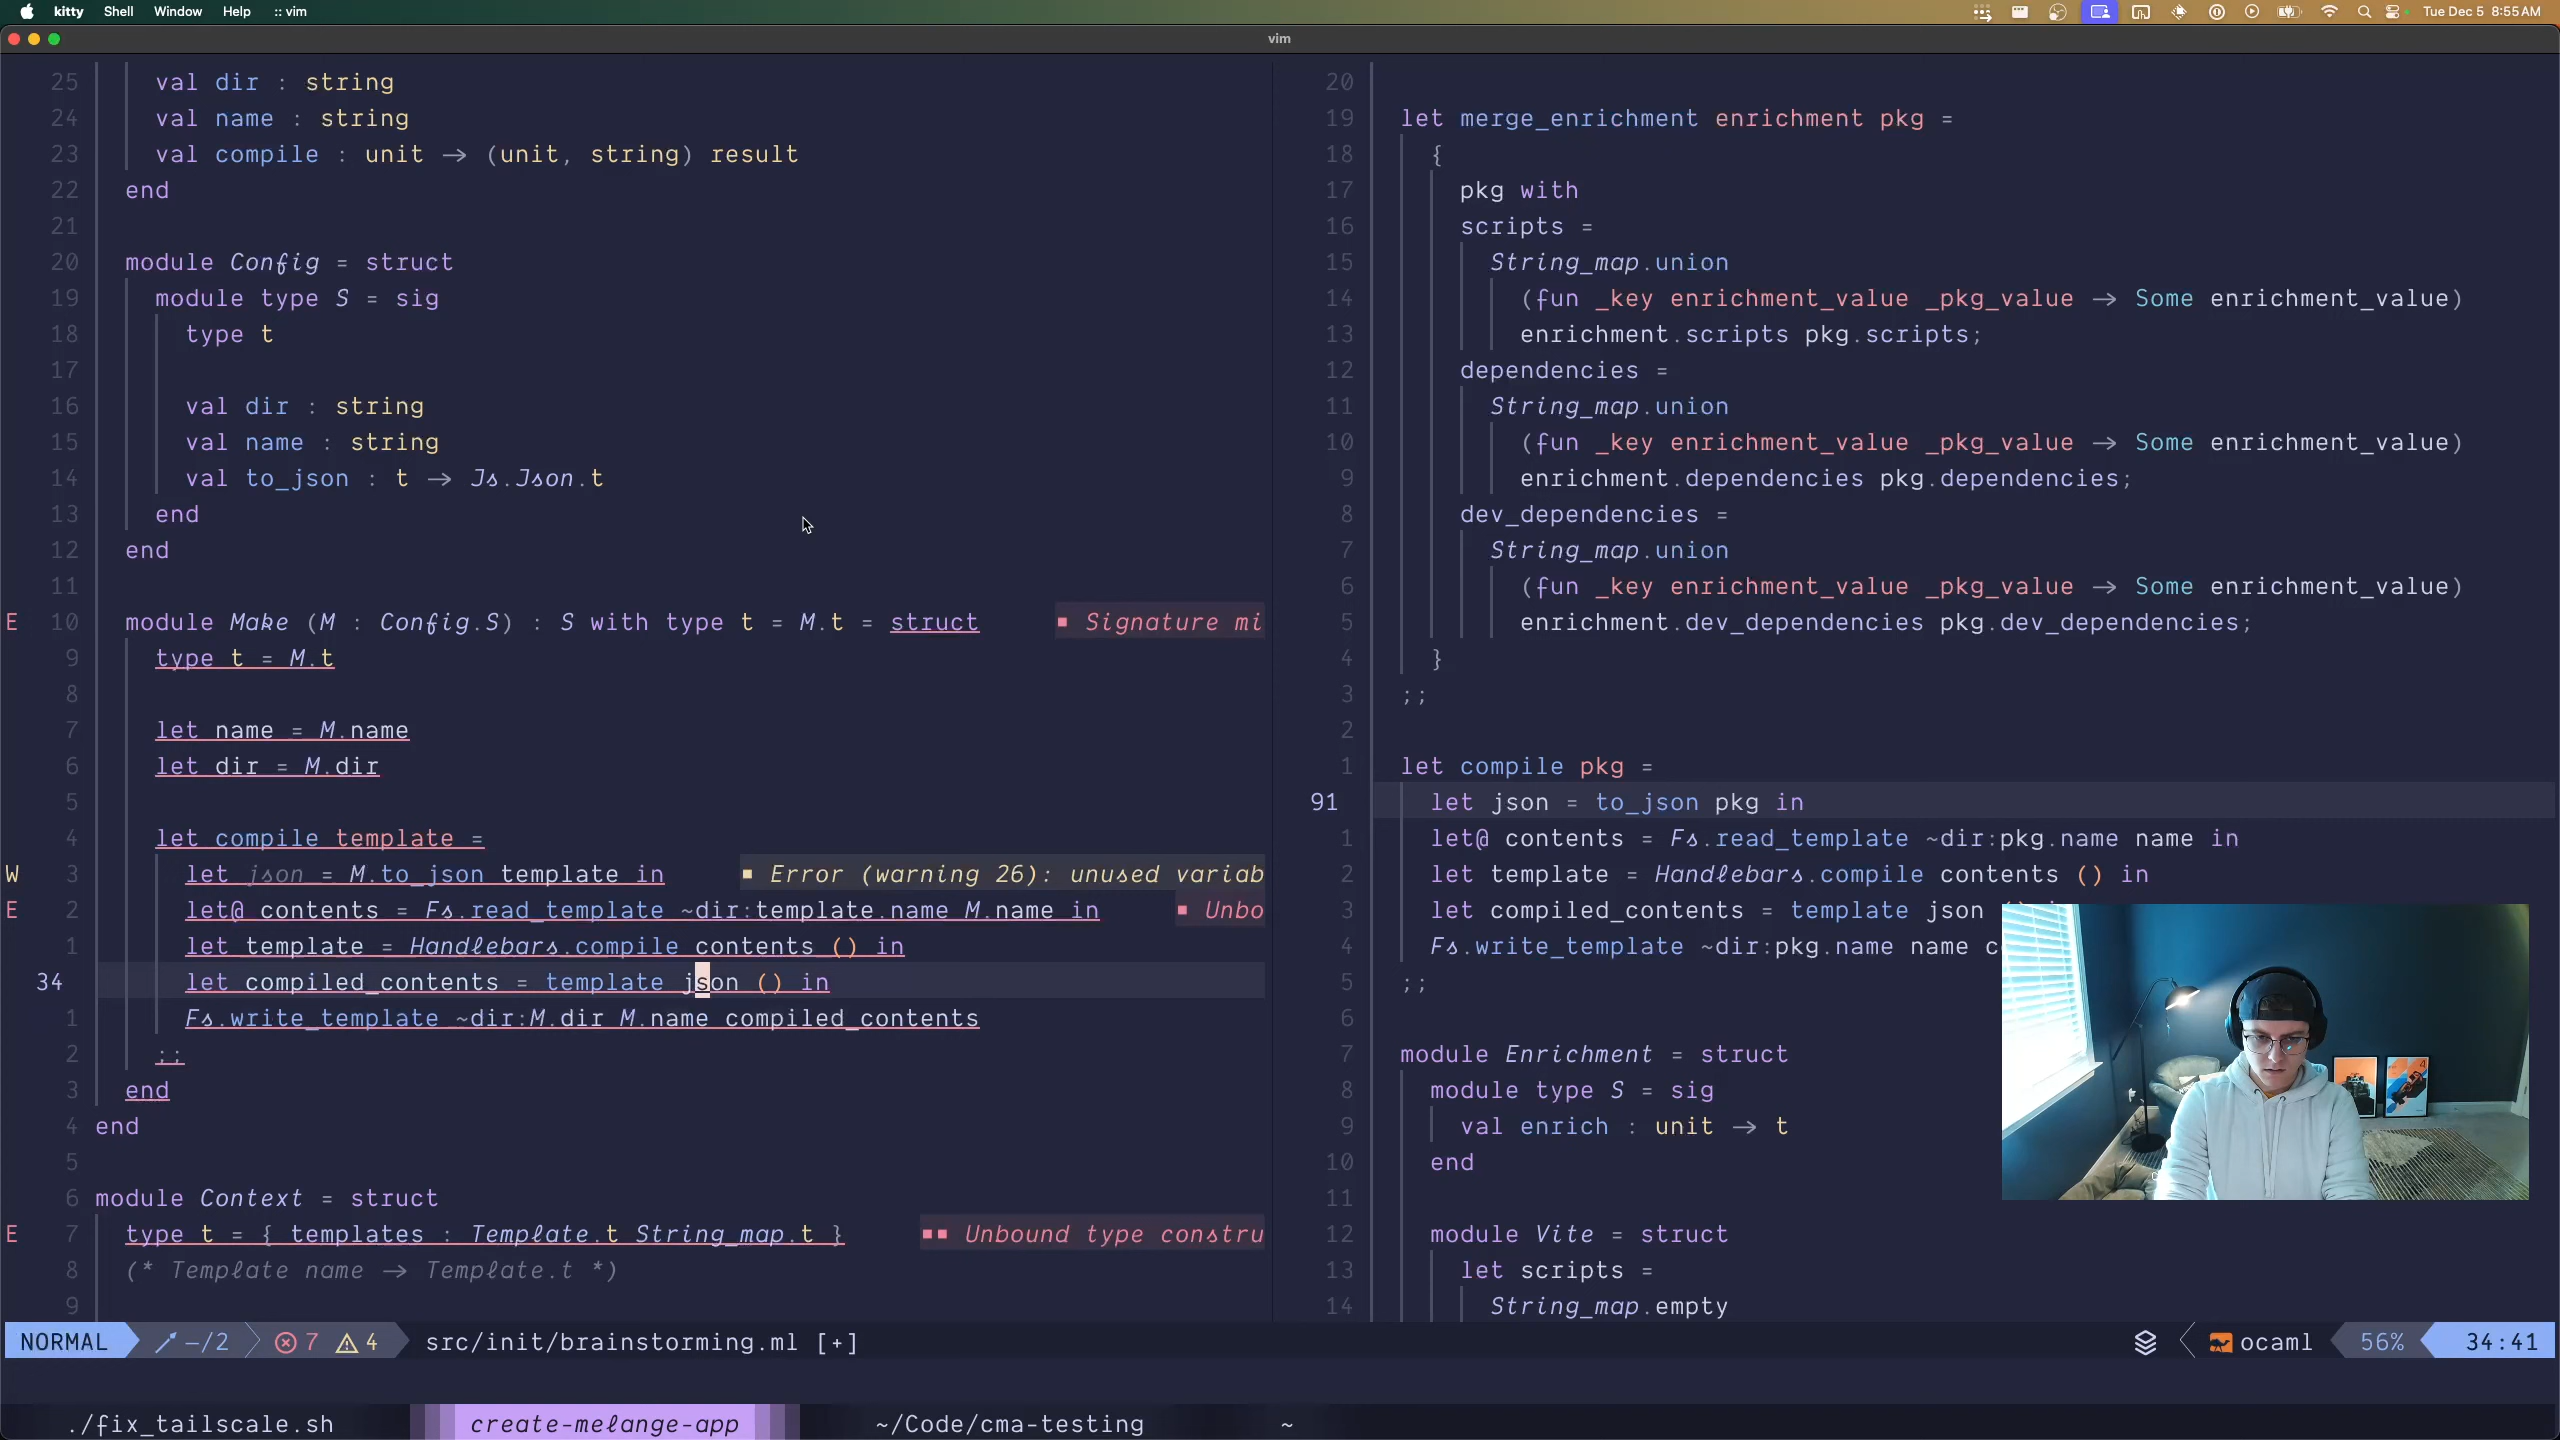 kitty Shell Window Help :: vim
Tue Dec 5 8:55 AM
vim
25 val dir : string
24 val name : string
23 val compile : unit → (unit, string) result
22 end
21
20 module Config = struct
19 module type S = sig
18 type t
17
16 val dir : string
15 val name : string
14 val to_json : t → Js.Json.t
13 end
12 end
11
E 10 module Make (M : Config.S) : S with type t = M.t = struct ▪ Signature mi
9 type t = M.t
8
7 let name = M.name
6 let dir = M.dir
5
4 let compile template =
W 3 let json = M.to_json template in ▪ Error (warning 26): unused variab
E 2 let@ contents = Fs.read_template ~dir:template.name M.name in ▪ Unbo
1 let template = Handlebars.compile contents () in
34 let compiled_contents = template json () in
1 Fs.write_template ~dir:M.dir M.name compiled_contents
2 ;;
3 end
4 end
5
6 module Context = struct
E 7 type t = { templates : Template.t String_map.t } ▪▪ Unbound type constru
8 (* Template name → Template.t *)
9
20
19 let merge_enrichment enrichment pkg =
18 {
17 pkg with
16 scripts =
15 String_map.union
14 (fun _key enrichment_value _pkg_value → Some enrichment_value)
13 enrichment.scripts pkg.scripts;
12 dependencies =
11 String_map.union
10 (fun _key enrichment_value _pkg_value → Some enrichment_value)
9 enrichment.dependencies pkg.dependencies;
8 dev_dependencies =
7 String_map.union
6 (fun _key enrichment_value _pkg_value → Some enrichment_value)
5 enrichment.dev_dependencies pkg.dev_dependencies;
4 }
3 ;;
2
1 let compile pkg =
91 let json = to_json pkg in
1 let@ contents = Fs.read_template ~dir:pkg.name name in
2 let template = Handlebars.compile contents () in
3 let compiled_contents = template json
4 Fs.write_template ~dir:pkg.name name c
5 ;;
6
7 module Enrichment = struct
8 module type S = sig
9 val enrich : unit → t
10 end
11
12 module Vite = struct
13 let scripts =
14 String_map.empty
NORMAL –/2 7 4 src/init/brainstorming.ml [+] ocaml 56% 34:41
./fix_tailscale.sh create-melange-app ~/Code/cma-testing ~